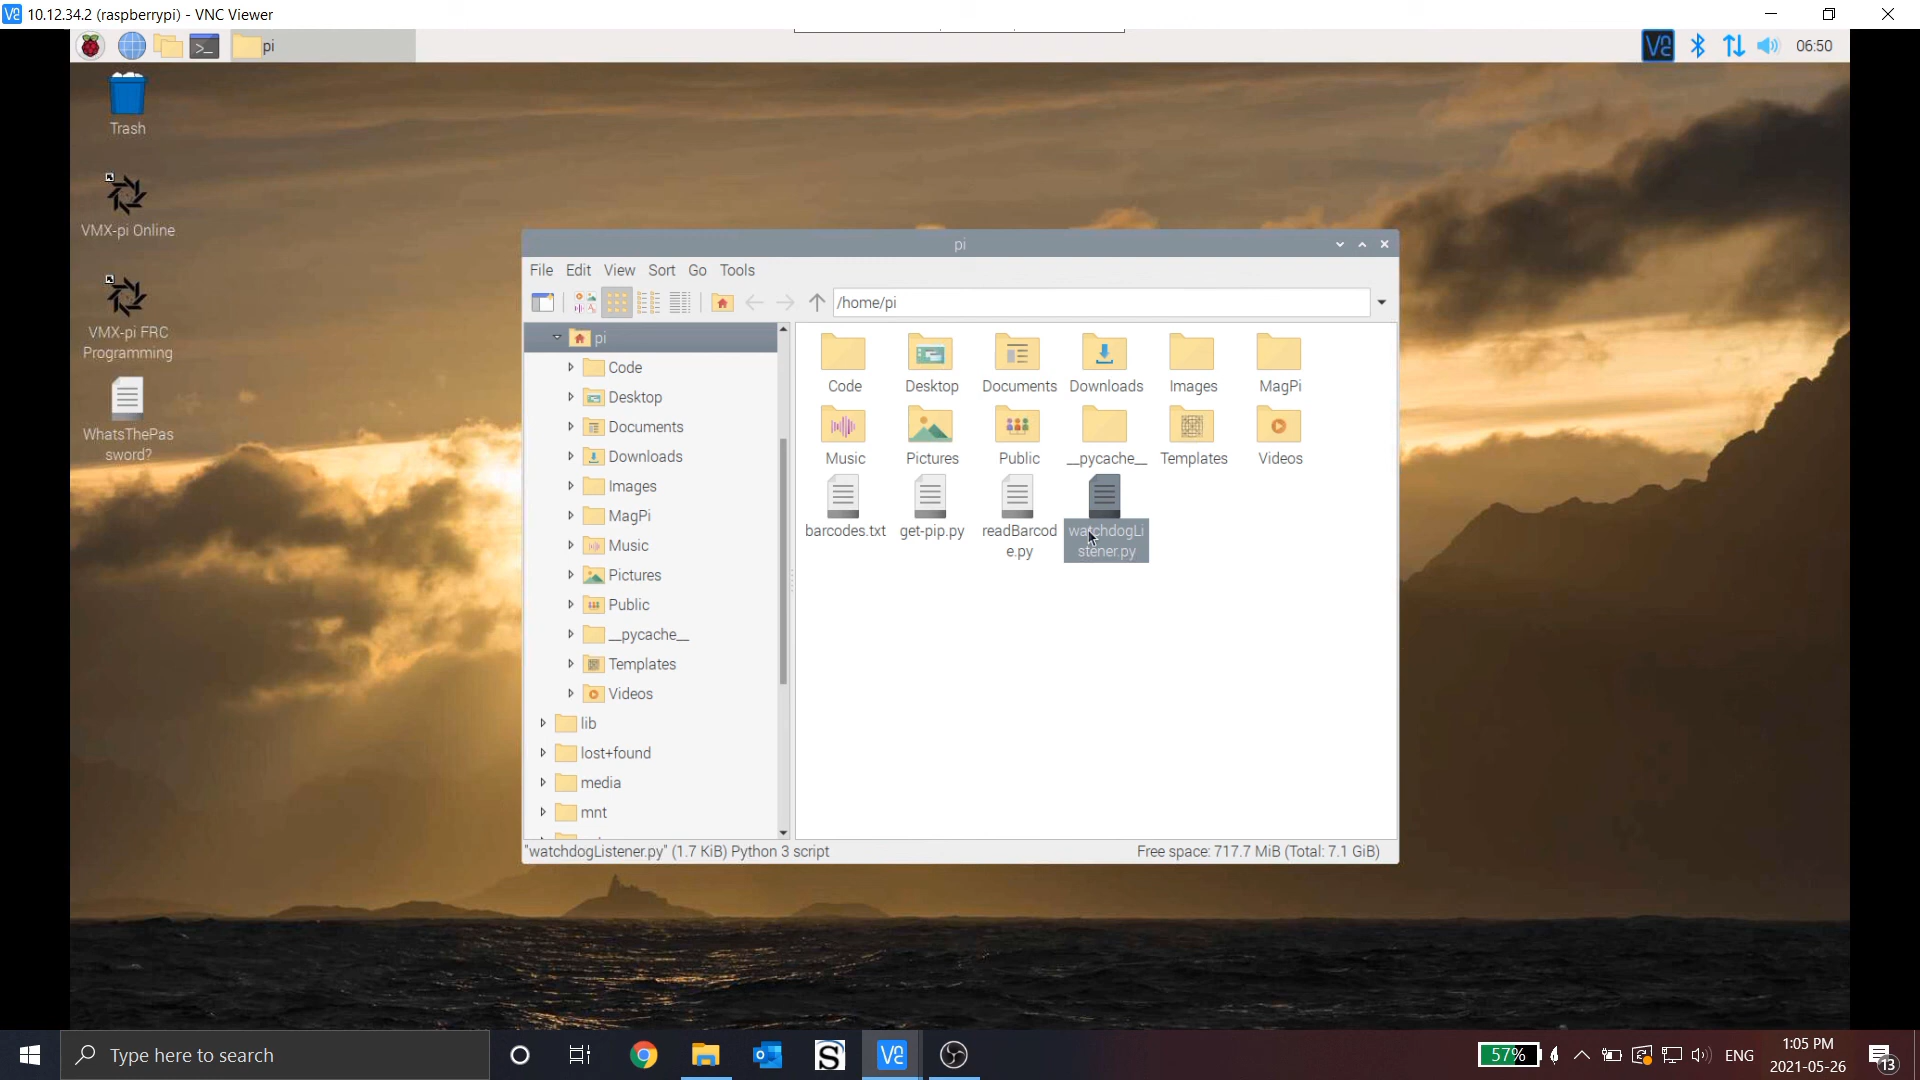 10.12.34.2 (raspberrypi) - VNC Viewer
pi
06:50
Trash
VMX-pi Online
VMX-pi FRC
Programming
WhatsThePas
sword?
pi
File Edit View Sort Go Tools
/home/pi
pi
Code
Desktop
Documents
Downloads
Images
MagPi
Music
Pictures
Public
__pycache__
Templates
Videos
lib
lost+found
media
mnt
Code Desktop Documents Downloads Images MagPi
Music Pictures Public __pycache__ Templates Videos
barcodes.txt get-pip.py readBarcod
e.py
watchdogLi
stener.py
"watchdogListener.py" (1.7 KiB) Python 3 script
Free space: 717.7 MiB (Total: 7.1 GiB)
Type here to search
57%
ENG
1:05 PM
2021-05-26
13